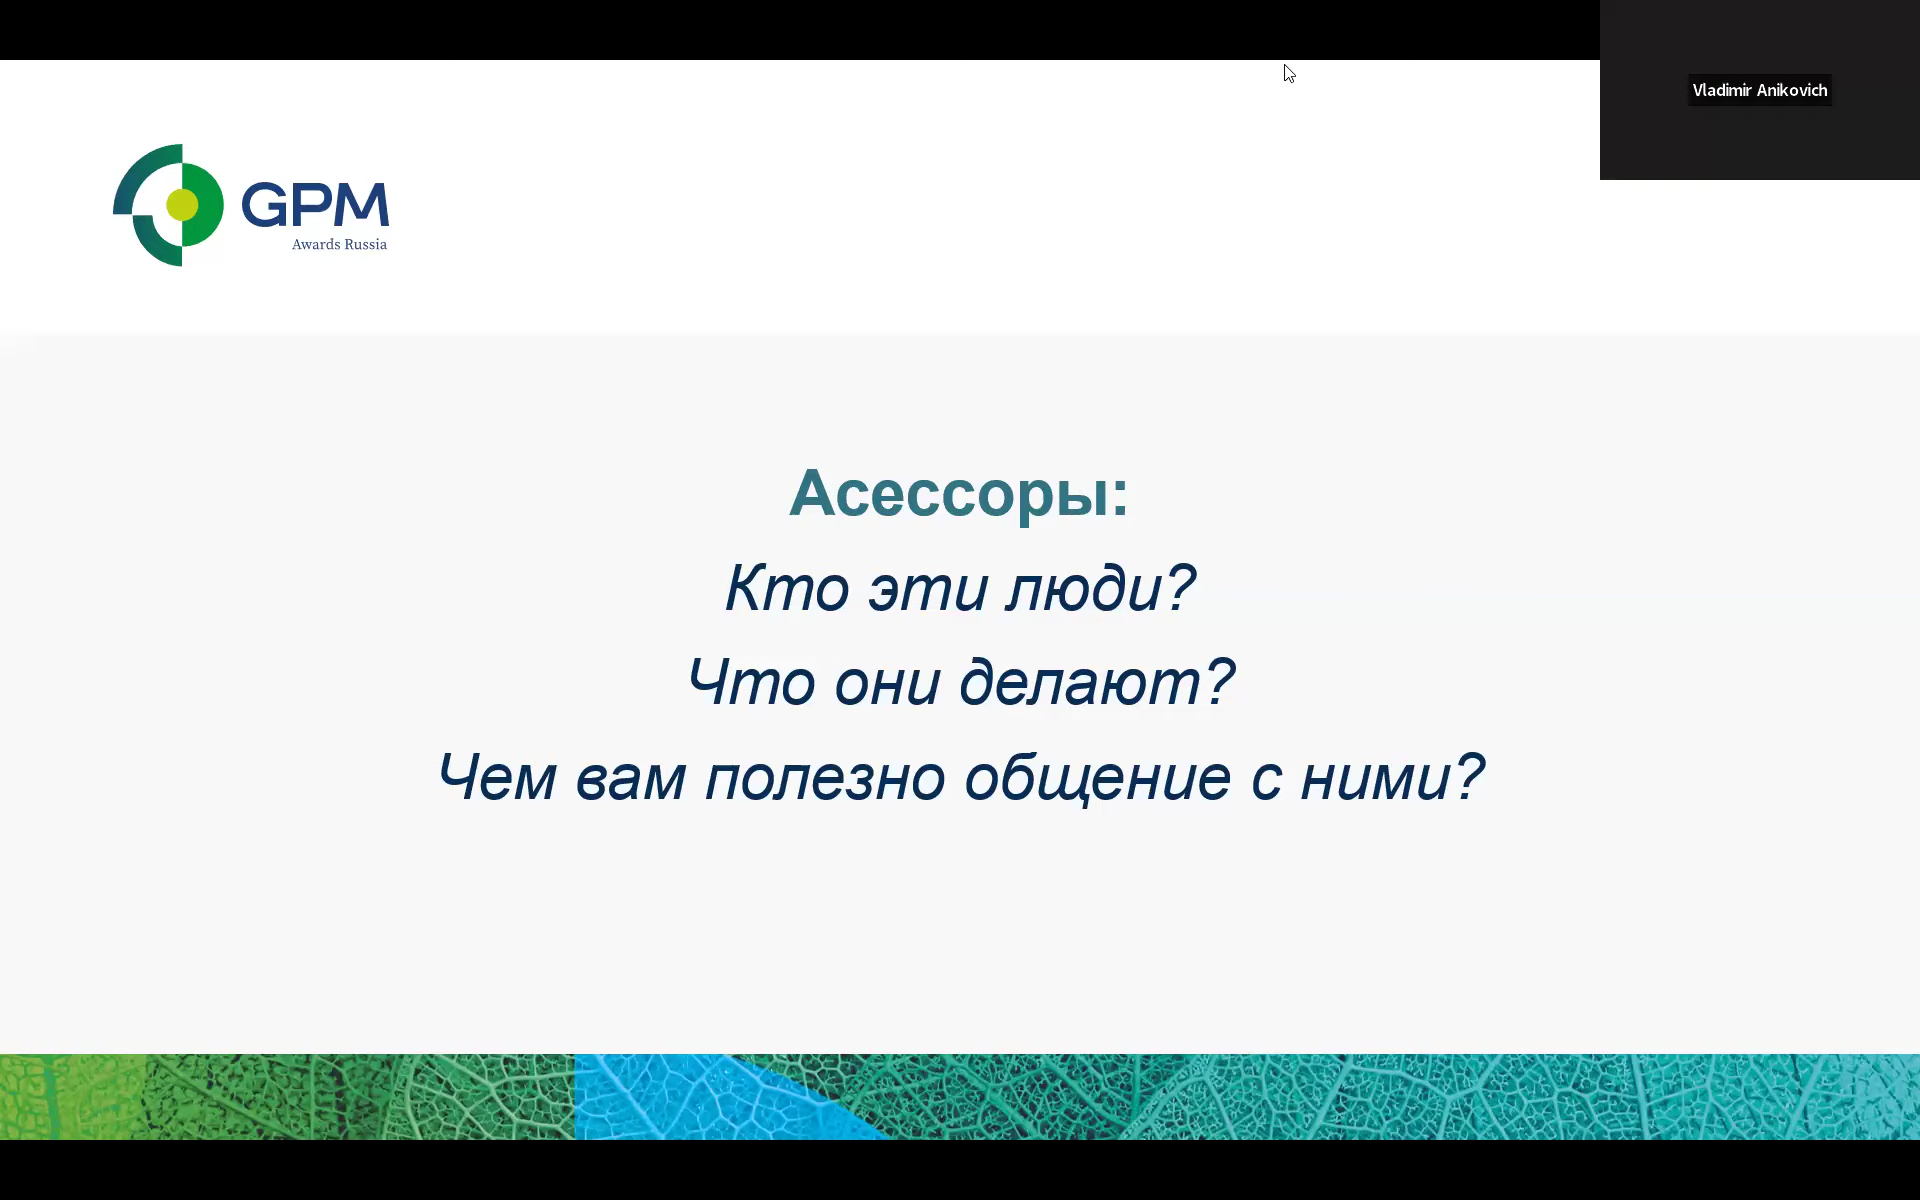 Vladimir Anikovich
GPM
Awards Russia
Асессоры:
Кто эти люди?
Что они делают?
Чем вам полезно общение с ними?